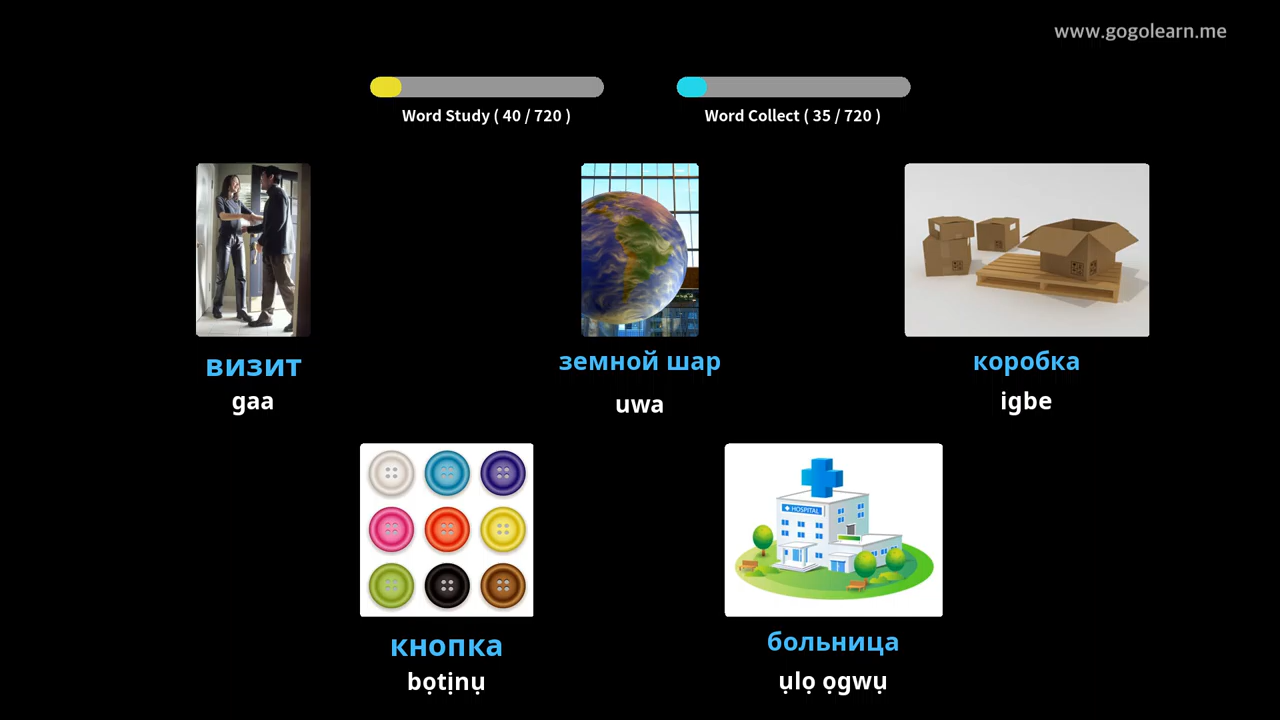 www.gogolearn.me
Word Study ( 40 / 720 )
Word Collect ( 35 / 720 )
визит
gaa
земной шар
uwa
коробка
igbe
HOSPITAL
кнопка
bọtịnụ
больница
ụlọ ọgwụ